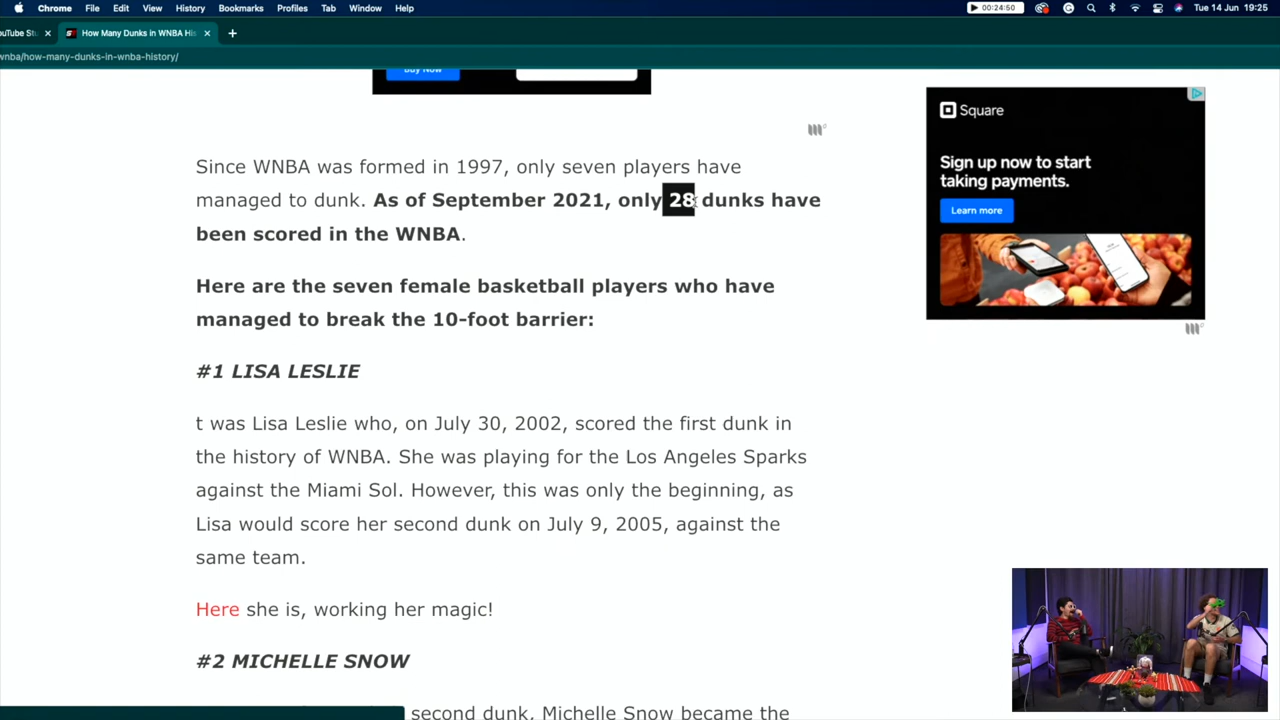 Chrome File Edit View History Bookmarks Profiles Tab Window Help 00:24:50 Tue 14 Jun 19:25
How Many Dunks in WNBA His
wnba/how-many-dunks-in-wnba-history/
Buy Now
Since WNBA was formed in 1997, only seven players have
managed to dunk. As of September 2021, only 28 dunks have
been scored in the WNBA.
Here are the seven female basketball players who have
managed to break the 10-foot barrier:
#1 LISA LESLIE
t was Lisa Leslie who, on July 30, 2002, scored the first dunk in
the history of WNBA. She was playing for the Los Angeles Sparks
against the Miami Sol. However, this was only the beginning, as
Lisa would score her second dunk on July 9, 2005, against the
same team.
Here she is, working her magic!
#2 MICHELLE SNOW
second dunk, Michelle Snow became the
Square
Sign up now to start
taking payments.
Learn more